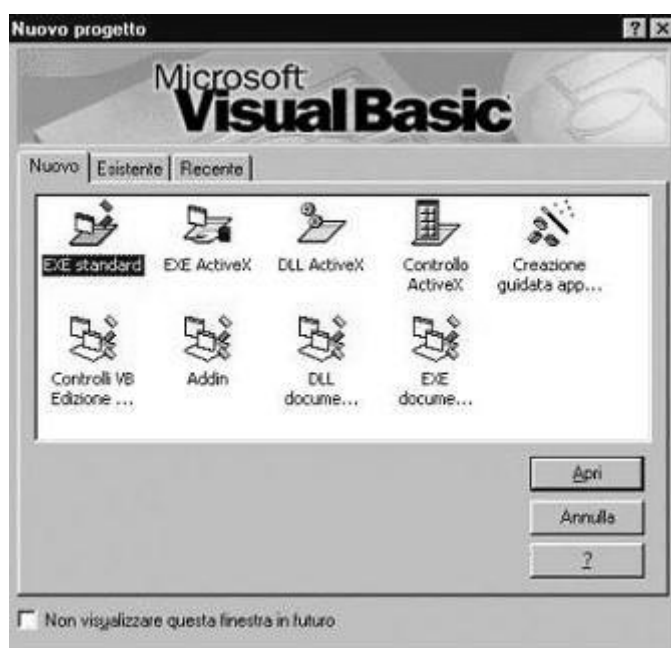 Nuovo progetto
Microsoft
Visual Basic
Nuovo Esistente Recente
EXE standard EXE ActiveX DLL ActiveX Controllo ActiveX Creazione guidata app...
Controlli VB Edizione ... Addin DLL docume... EXE docume...
Apri
Annulla
?
Non visualizzare questa finestra in futuro